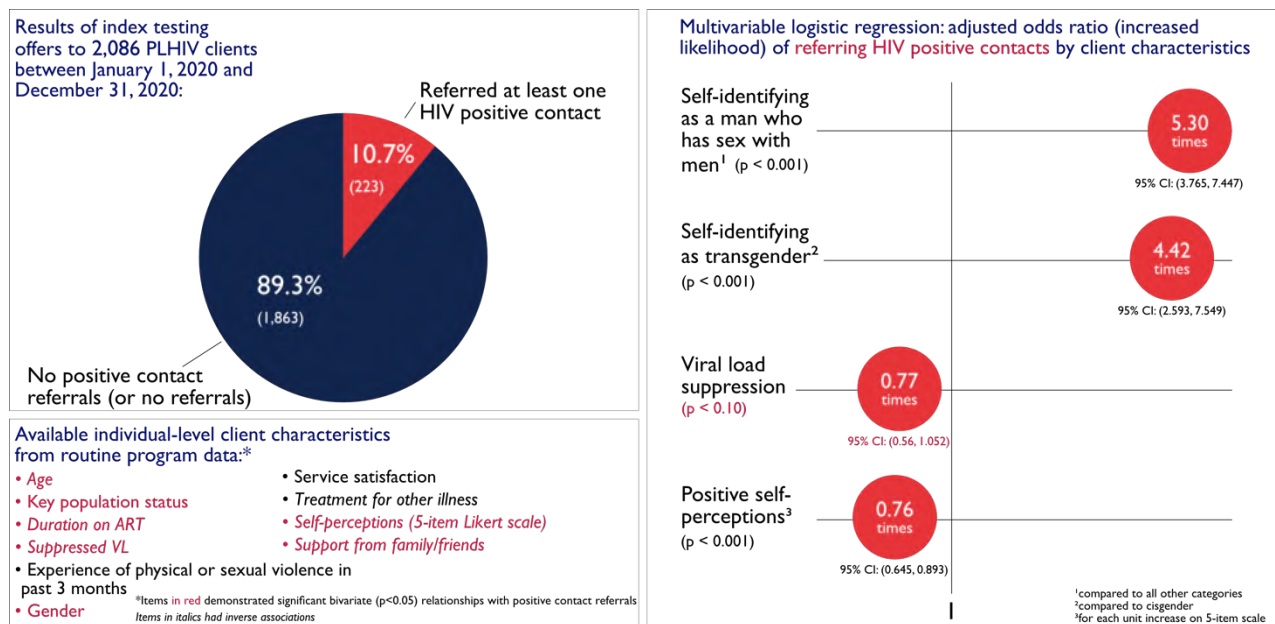 Results of index testing
offers to 2,086 PLHIV clients
between January 1, 2020 and
December 31, 2020:
Referred at least one
HIV positive contact
10.7%
(223)
89.3%
(1,863)
No positive contact
referrals (or no referrals)
Available individual-level client characteristics
from routine program data:*
• Age
• Key population status
• Duration on ART
• Suppressed VL
• Experience of physical or sexual violence in
past 3 months
• Gender
• Service satisfaction
• Treatment for other illness
• Self-perceptions (5-item Likert scale)
• Support from family/friends
*Items in red demonstrated significant bivariate (p<0.05) relationships with positive contact referrals
Items in italics had inverse associations
Multivariable logistic regression: adjusted odds ratio (increased
likelihood) of referring HIV positive contacts by client characteristics
Self-identifying
as a man who
has sex with
men¹ (p < 0.001)
5.30
times
95% CI: (3.765, 7.447)
Self-identifying
as transgender²
(p < 0.001)
4.42
times
95% CI: (2.593, 7.549)
Viral load
suppression
(p < 0.10)
0.77
times
95% CI: (0.56, 1.052)
Positive self-
perceptions³
(p < 0.001)
0.76
times
95% CI: (0.645, 0.893)
1
¹compared to all other categories
²compared to cisgender
³for each unit increase on 5-item scale